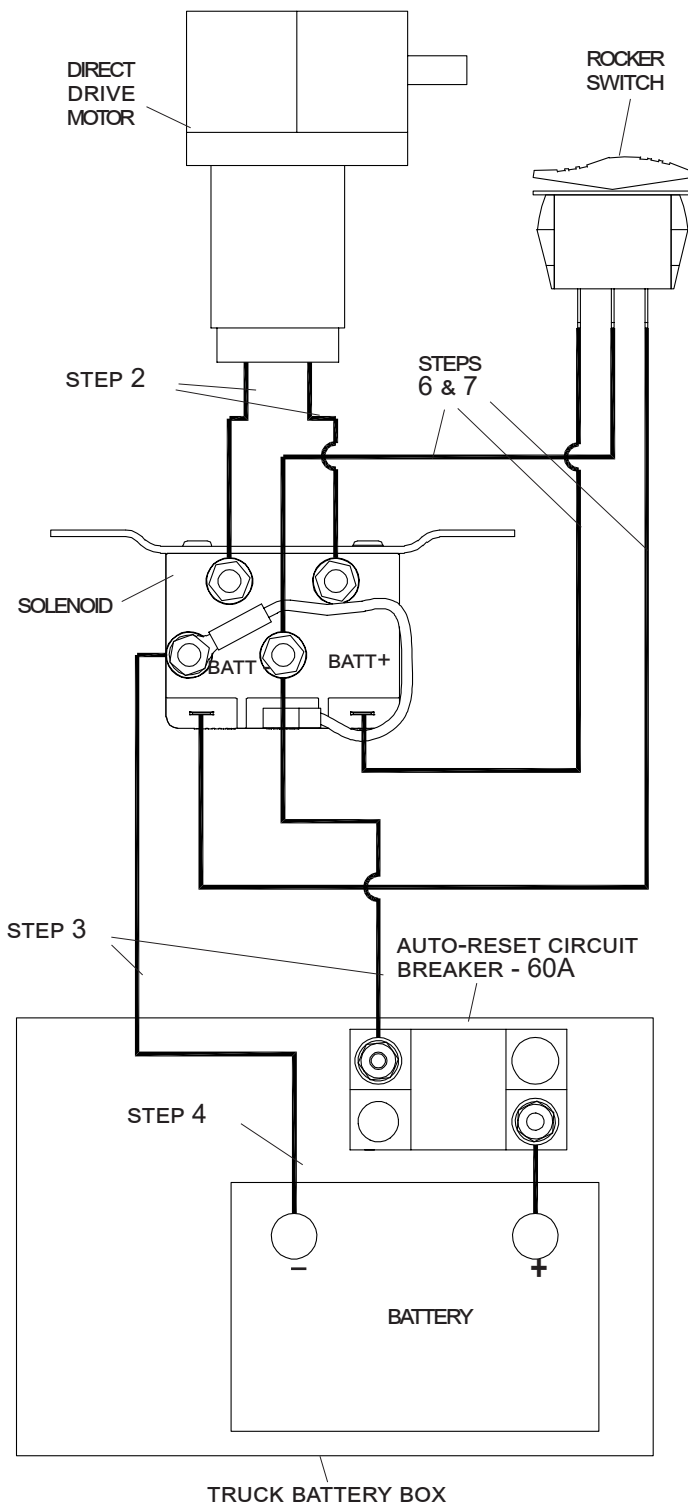 DIRECT
DRIVE
MOTOR
ROCKER
SWITCH
STEP 2
STEPS
6 & 7
SOLENOID
BATT -
BATT+
STEP 3
AUTO-RESET CIRCUIT
BREAKER - 60A
STEP 4
–
+
BATTERY
TRUCK BATTERY BOX